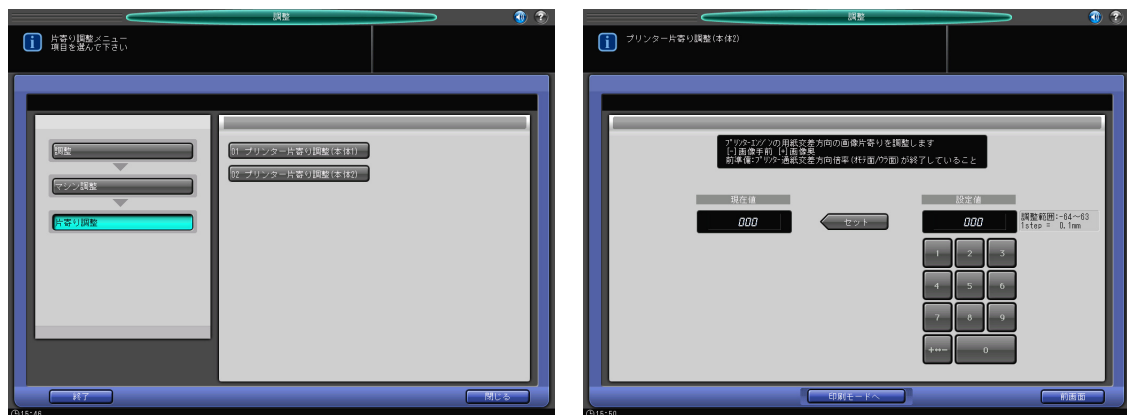 調整
片寄り調整メニュー
項目を選んで下さい
調整
マシン調整
片寄り調整
01 プリンター片寄り調整(本体1)
02 プリンター片寄り調整(本体2)
終了
閉じる
15:46
調整
プリンター片寄り調整(本体2)
プリンタ-エンジンの用紙交差方向の画像片寄りを調整します
[-]画像手前 [+]画像奥
前準備:プリンタ-通紙交差方向倍率(オモテ面/ウラ面)が終了していること
現在値
設定値
000
セット
000
調整範囲:-64～63
1step = 0.1mm
1 2 3
4 5 6
7 8 9
+↔- 0
印刷モードへ
前画面
15:50